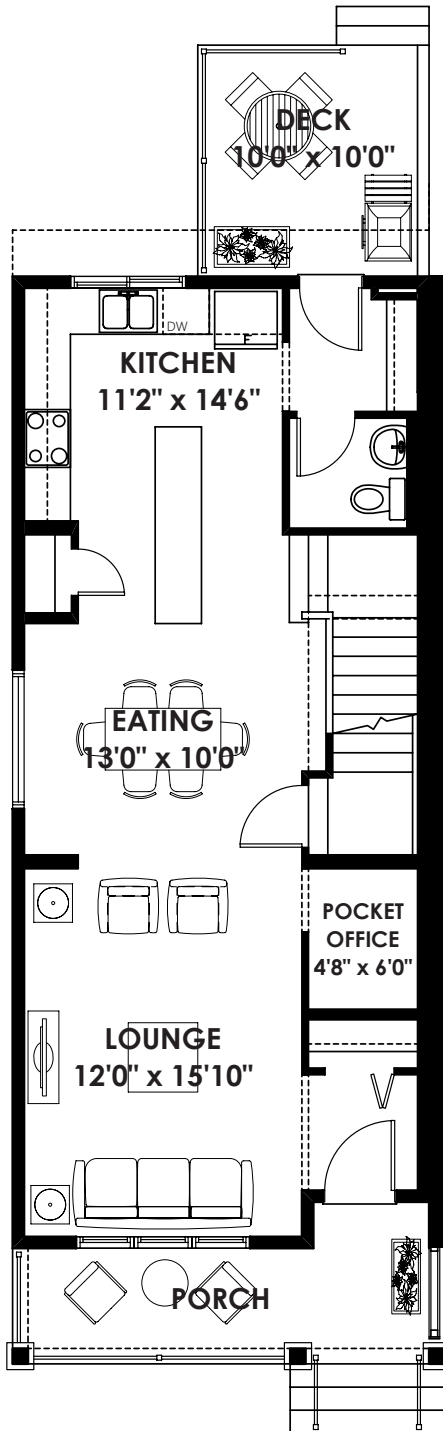 DECK
10'0" x 10'0"
DW
F
KITCHEN
11'2" x 14'6"
EATING
13'0" x 10'0"
POCKET
OFFICE
4'8" x 6'0"
LOUNGE
12'0" x 15'10"
PORCH